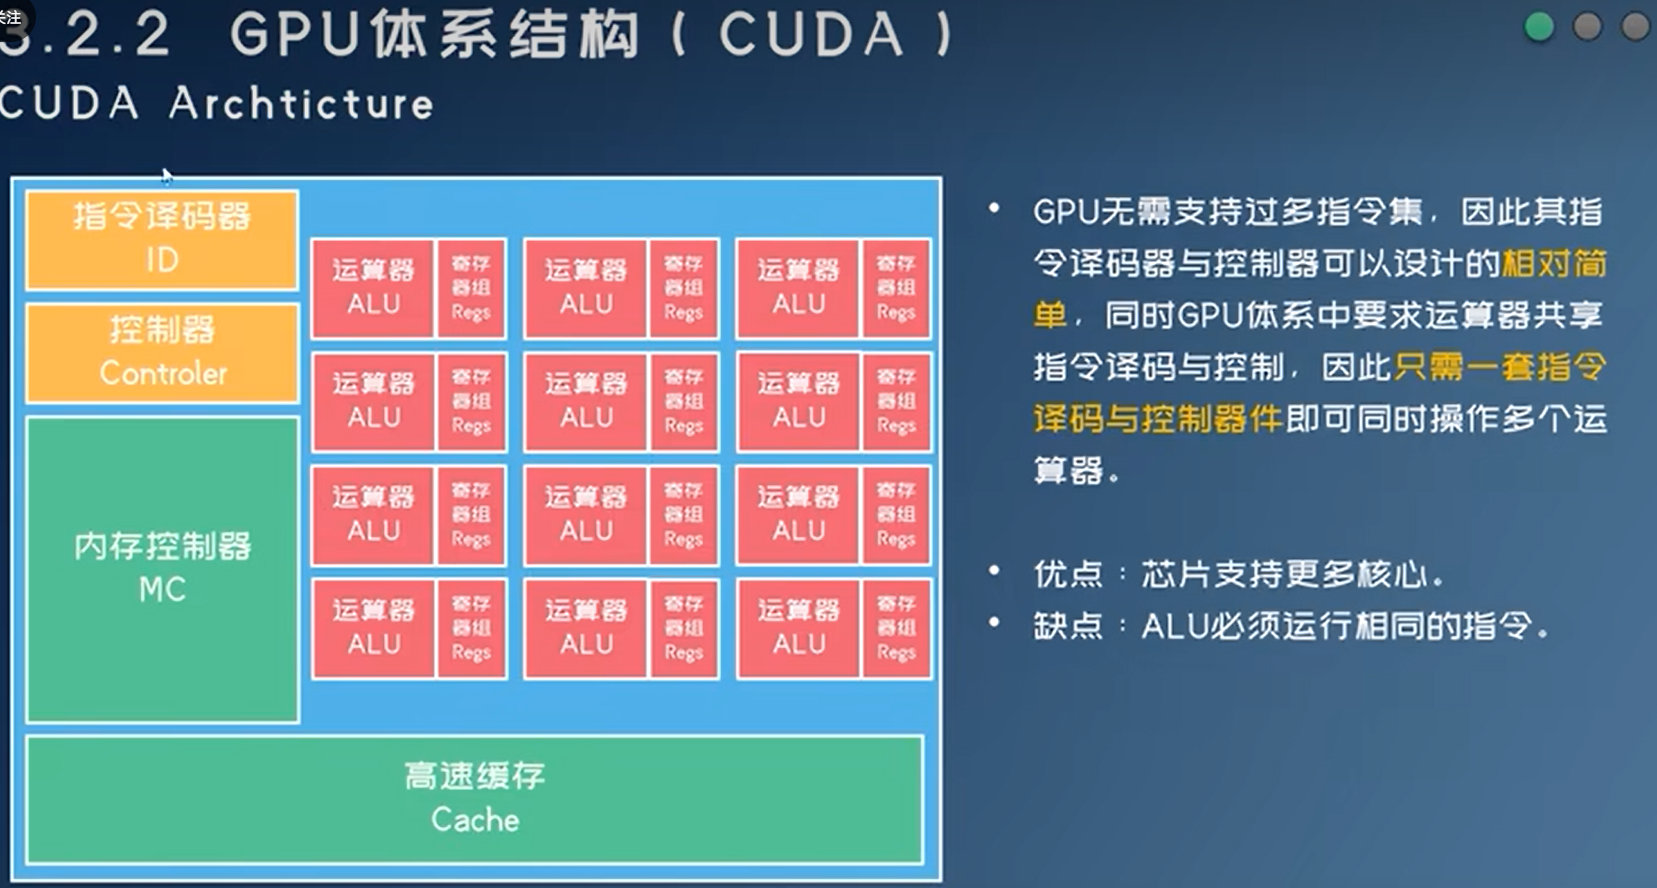 关注
3.2.2 GPU体系结构（CUDA）
CUDA Archticture
指令译码器
ID
控制器
Controler
内存控制器
MC
运算器
ALU
寄存
器组
Regs
运算器
ALU
寄存
器组
Regs
运算器
ALU
寄存
器组
Regs
运算器
ALU
寄存
器组
Regs
运算器
ALU
寄存
器组
Regs
运算器
ALU
寄存
器组
Regs
运算器
ALU
寄存
器组
Regs
运算器
ALU
寄存
器组
Regs
运算器
ALU
寄存
器组
Regs
运算器
ALU
寄存
器组
Regs
运算器
ALU
寄存
器组
Regs
运算器
ALU
寄存
器组
Regs
高速缓存
Cache
• GPU无需支持过多指令集，因此其指
令译码器与控制器可以设计的相对简
单，同时GPU体系中要求运算器共享
指令译码与控制，因此只需一套指令
译码与控制器件即可同时操作多个运
算器。
• 优点：芯片支持更多核心。
• 缺点：ALU必须运行相同的指令。